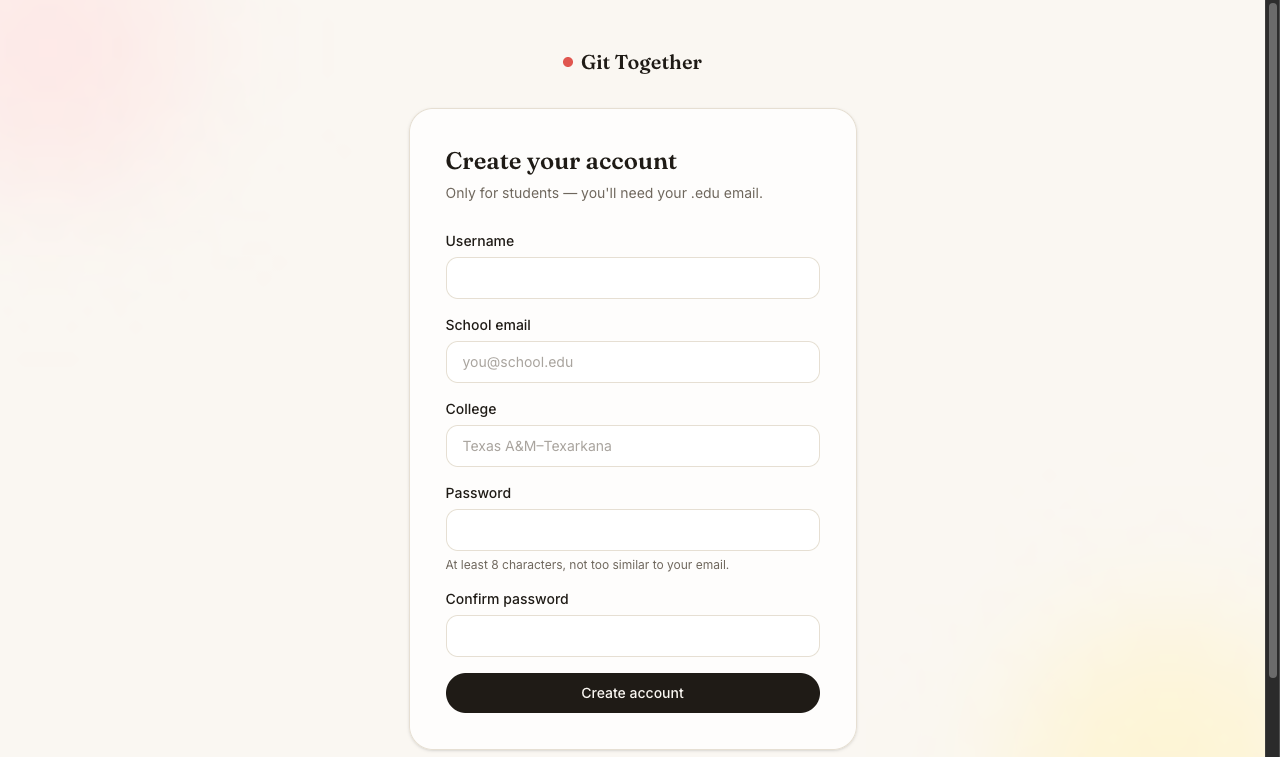 Git Together
Create your account
Only for students — you'll need your .edu email.
Username
School email
you@school.edu
College
Texas A&M–Texarkana
Password
At least 8 characters, not too similar to your email.
Confirm password
Create account